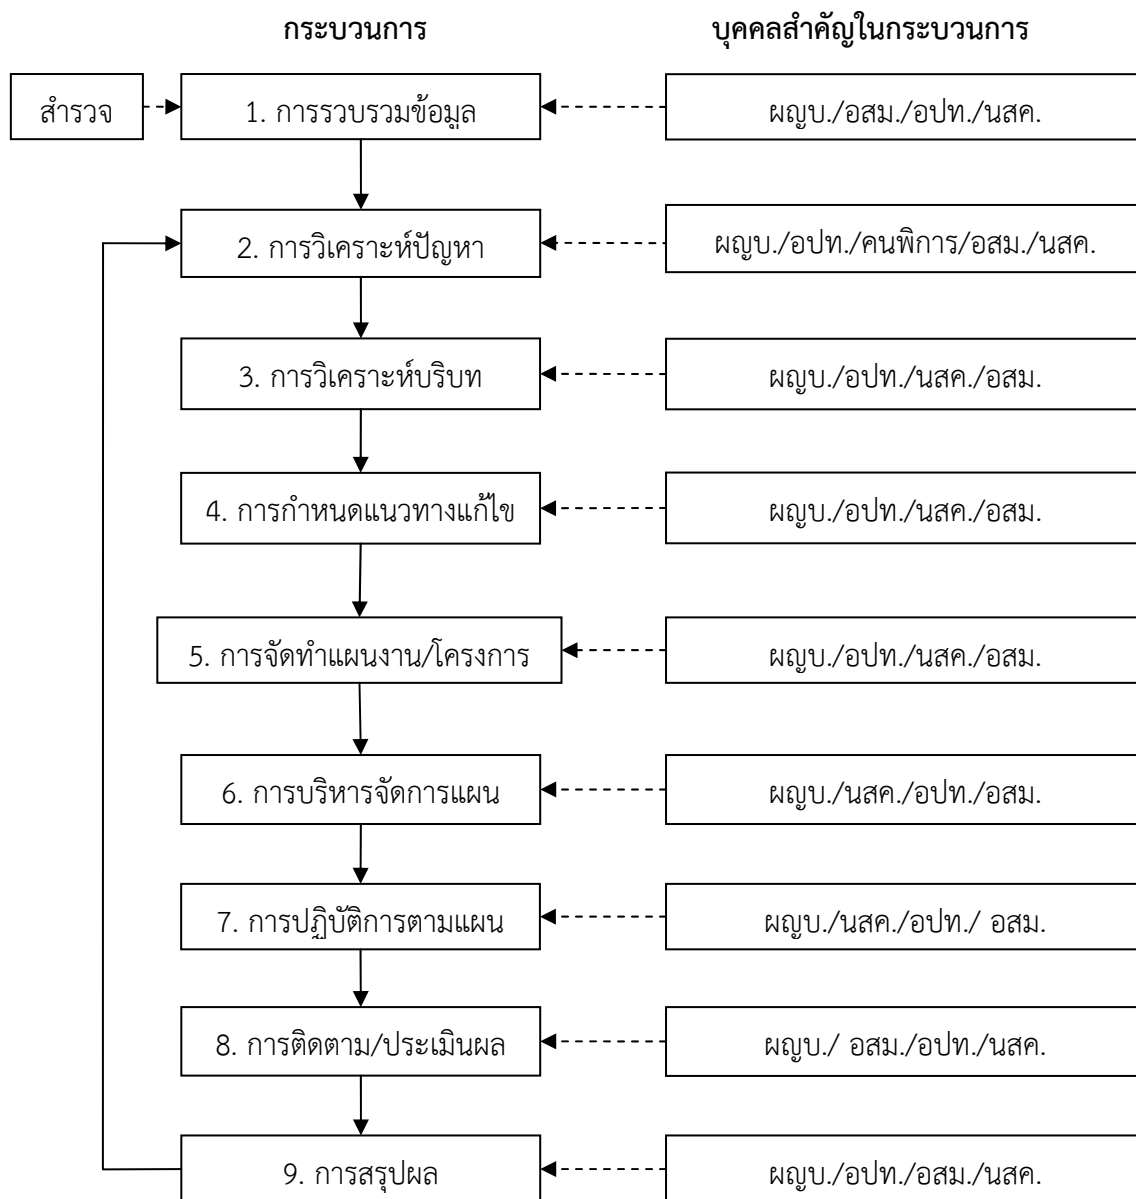 กระบวนการ บุคคลสำคัญในกระบวนการ
สำรวจ 1. การรวบรวมข้อมูล ผญบ./อสม./อปท./นสค.
2. การวิเคราะห์ปัญหา ผญบ./อปท./คนพิการ/อสม./นสค.
3. การวิเคราะห์บริบท ผญบ./อปท./นสค./อสม.
4. การกำหนดแนวทางแก้ไข ผญบ./อปท./นสค./อสม.
5. การจัดทำแผนงาน/โครงการ ผญบ./อปท./นสค./อสม.
6. การบริหารจัดการแผน ผญบ./นสค./อปท./อสม.
7. การปฏิบัติการตามแผน ผญบ./นสค./อปท./ อสม.
8. การติดตาม/ประเมินผล ผญบ./ อสม./อปท./นสค.
9. การสรุปผล ผญบ./อปท./อสม./นสค.